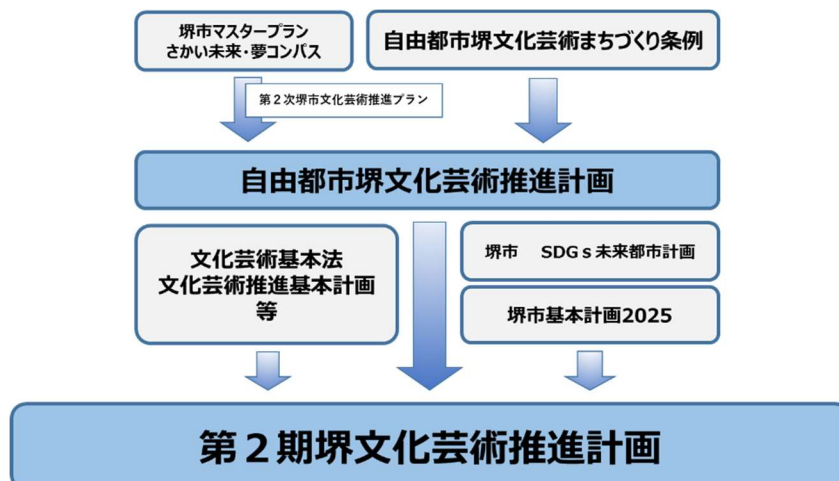 堺市マスタープラン
さかい未来・夢コンパス
自由都市堺文化芸術まちづくり条例
第２次堺市文化芸術推進プラン
自由都市堺文化芸術推進計画
文化芸術基本法
文化芸術推進基本計画
等
堺市　SDGｓ未来都市計画
堺市基本計画2025
第２期堺文化芸術推進計画